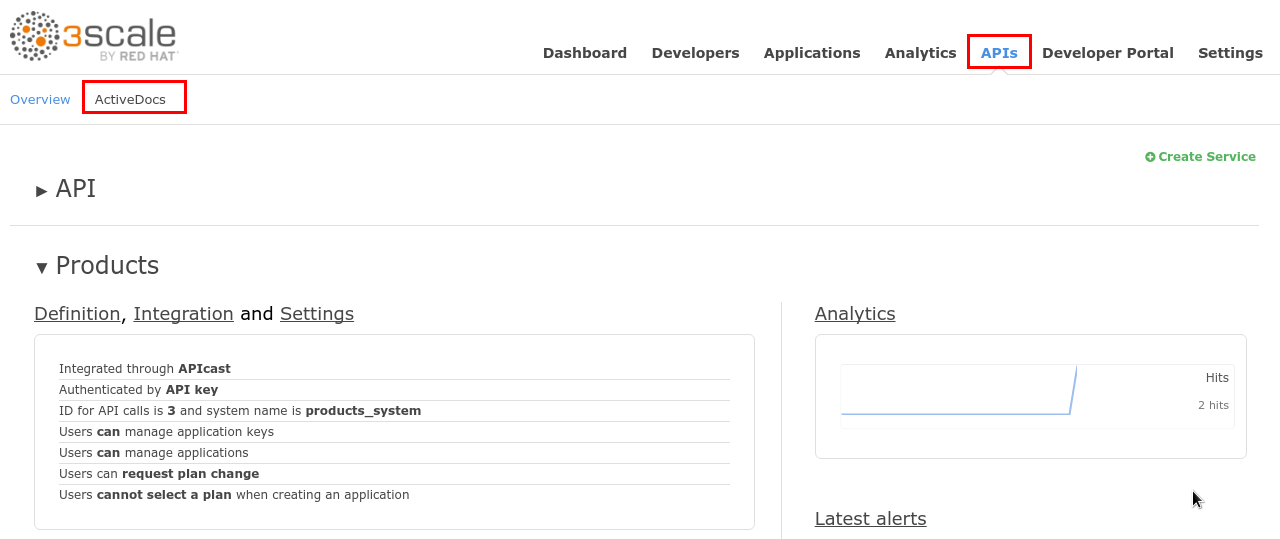 3scale
BY RED HAT
Dashboard Developers Applications Analytics APIs Developer Portal Settings
Overview ActiveDocs
Create Service
API
Products
Definition, Integration and Settings
Integrated through APIcast
Authenticated by API key
ID for API calls is 3 and system name is products_system
Users can manage application keys
Users can manage applications
Users can request plan change
Users cannot select a plan when creating an application
Analytics
Hits
2 hits
Latest alerts